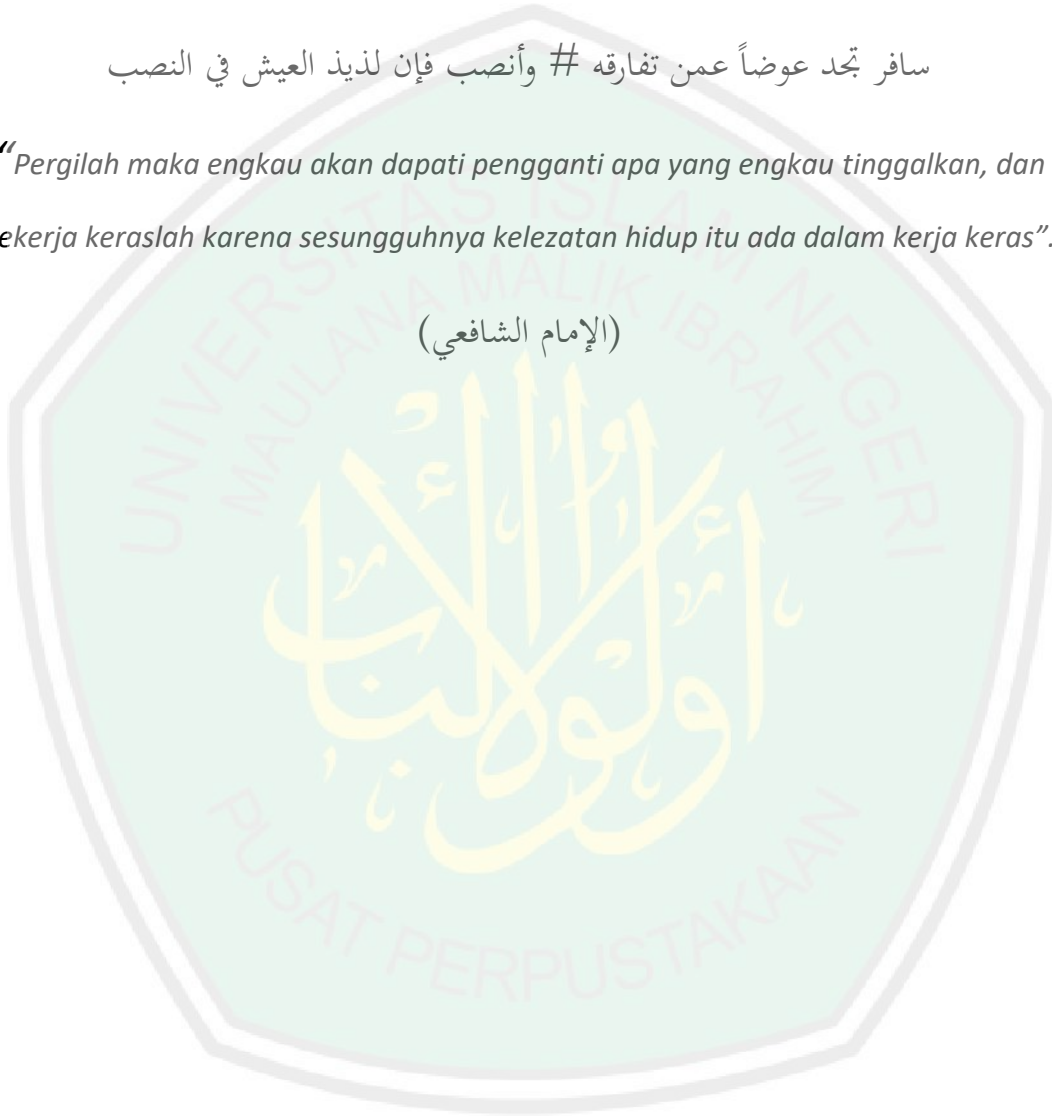 سافر تجد عوضاً عمن تفارقه # وأنصب فإن لذيذ العيش في النصب
“Pergilah maka engkau akan dapati pengganti apa yang engkau tinggalkan, dan
ekerja keraslah karena sesungguhnya kelezatan hidup itu ada dalam kerja keras”.
(الإمام الشافعي)
UNIVERSITAS ISLAM NEGERI
MAULANA MALIK IBRAHIM
أولوا الألباب
PUSAT PERPUSTAKAAN